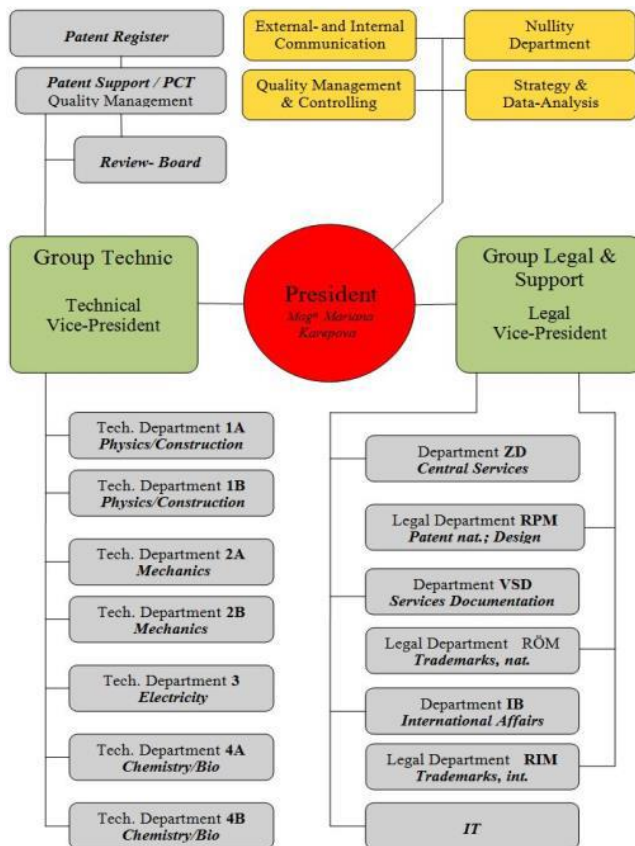 Patent Register
Patent Support / PCT
Quality Management
Review- Board
External- and Internal
Communication
Nullity
Department
Quality Management
& Controlling
Strategy &
Data-Analysis
Group Technic
Technical
Vice-President
President
Magª Mariana
Karepova
Group Legal &
Support
Legal
Vice-President
Tech. Department 1A
Physics/Construction
Tech. Department 1B
Physics/Construction
Tech. Department 2A
Mechanics
Tech. Department 2B
Mechanics
Tech. Department 3
Electricity
Tech. Department 4A
Chemistry/Bio
Tech. Department 4B
Chemistry/Bio
Department ZD
Central Services
Legal Department RPM
Patent nat.; Design
Department VSD
Services Documentation
Legal Department RÖM
Trademarks, nat.
Department IB
International Affairs
Legal Department RIM
Trademarks, int.
IT